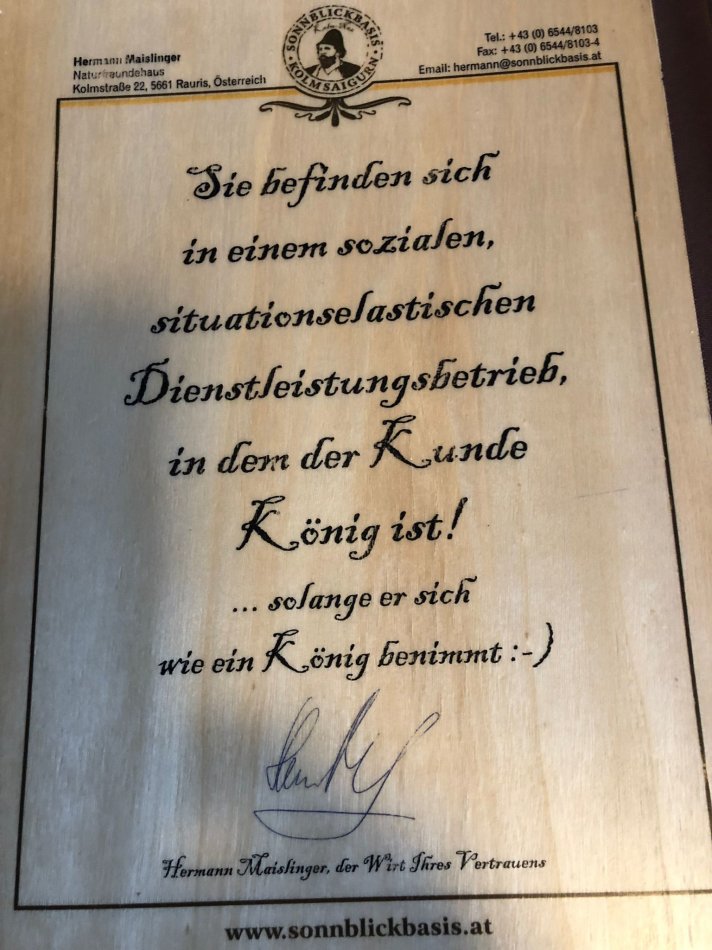 Hermann Maislinger
Naturfreundehaus
Kolmstraße 22, 5661 Rauris, Österreich
SONNBLICKBASIS
KOLM SAIGURN
Tel.: +43 (0) 6544/8103
Fax: +43 (0) 6544/8103-4
Email: hermann@sonnblickbasis.at
Sie befinden sich
in einem sozialen,
situationselastischen
Dienstleistungsbetrieb,
in dem der Kunde
König ist!
... solange er sich
wie ein König benimmt :-)
Hermann Maislinger, der Wirt Ihres Vertrauens
www.sonnblickbasis.at